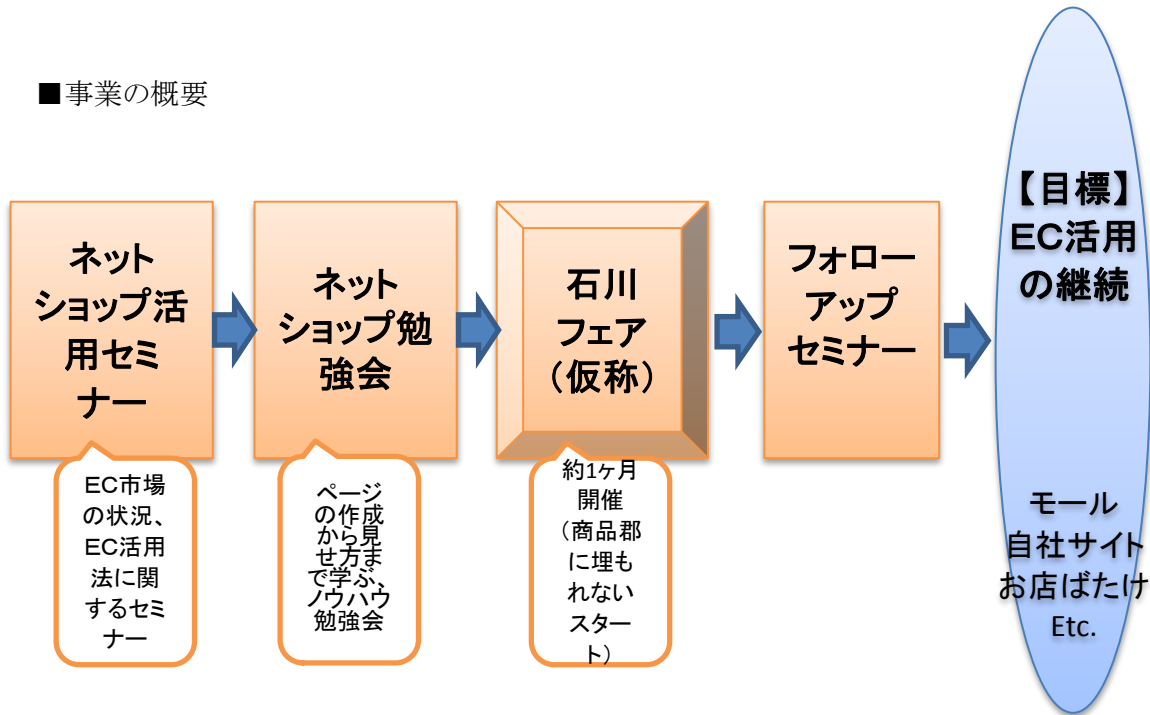 ■事業の概要
ネット
ショップ活
用セミ
ナー
ネット
ショップ勉
強会
石川
フェア
（仮称）
フォロー
アップ
セミナー
【目標】
ＥＣ活用
の継続
モール
自社サイト
お店ばたけ
Etc.
ＥＣ市場
の状況、
ＥＣ活用
法に関
するセミ
ナー
ページ
の作成
から見
せ方ま
で学ぶ、
ノウハウ
勉強会
約1ヶ月
開催
（商品郡
に埋も
れない
スター
ト）